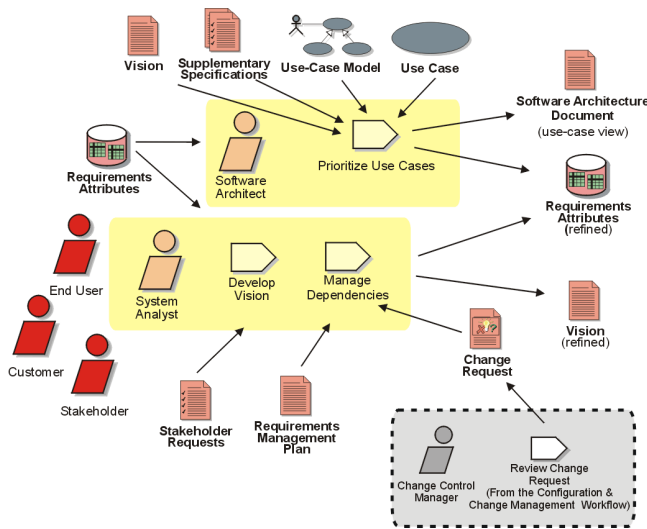 Vision
Supplementary
Specifications
Use-Case Model
Use Case
Software Architecture
Document
(use-case view)
Requirements
Attributes
Software
Architect
Prioritize Use Cases
Requirements
Attributes
(refined)
End User
System
Analyst
Develop
Vision
Manage
Dependencies
Vision
(refined)
Customer
Stakeholder
Change
Request
Stakeholder
Requests
Requirements
Management
Plan
Change Control
Manager
Review Change
Request
(From the Configuration &
Change Management Workflow)